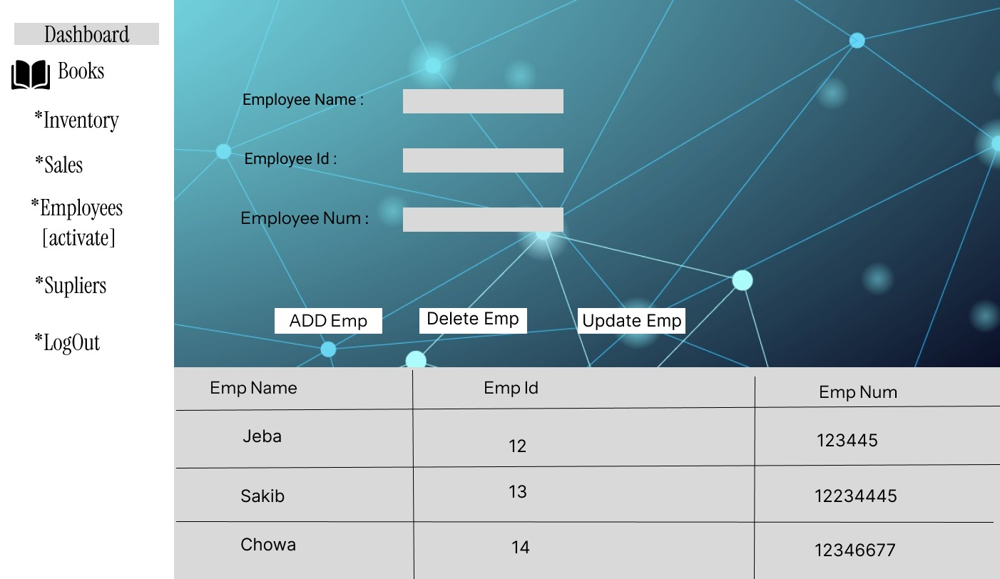 Dashboard
Books
*Inventory
*Sales
*Employees
[activate]
*Supliers
*LogOut
Employee Name :
Employee Id :
Employee Num :
ADD Emp
Delete Emp
Update Emp
Emp Name
Emp Id
Emp Num
Jeba
12
123445
Sakib
13
12234445
Chowa
14
12346677